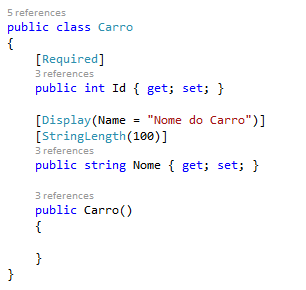 5 references
public class Carro
{
[Required]
3 references
public int Id { get; set; }
[Display(Name = "Nome do Carro")]
[StringLength(100)]
3 references
public string Nome { get; set; }
3 references
public Carro()
{
}
}